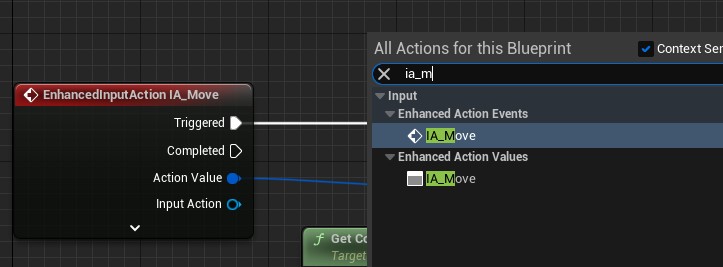 All Actions for this Blueprint
Context Sen
ia_m
Input
Enhanced Action Events
IA_Move
Enhanced Action Values
IA_Move
EnhancedInputAction IA_Move
Triggered
Completed
Action Value
Input Action
f Get Co
Target